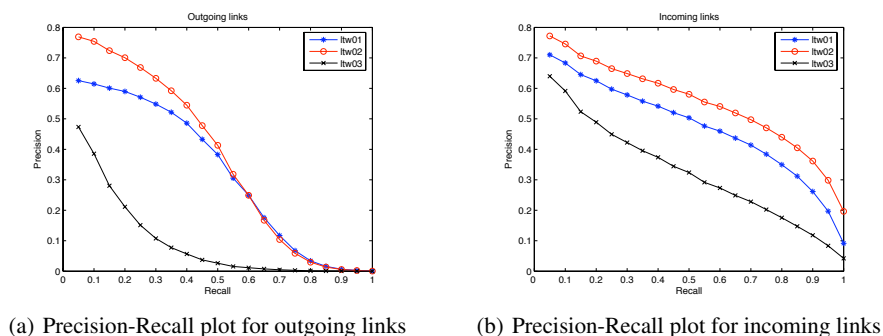 Outgoing links
0.8
0.7
0.6
0.5
0.4
0.3
0.2
0.1
0
Precision
ltw01
ltw02
ltw03
0 0.1 0.2 0.3 0.4 0.5 0.6 0.7 0.8 0.9 1
Recall
(a) Precision-Recall plot for outgoing links
Incoming links
0.8
0.7
0.6
0.5
0.4
0.3
0.2
0.1
0
Precision
ltw01
ltw02
ltw03
0 0.1 0.2 0.3 0.4 0.5 0.6 0.7 0.8 0.9 1
Recall
(b) Precision-Recall plot for incoming links